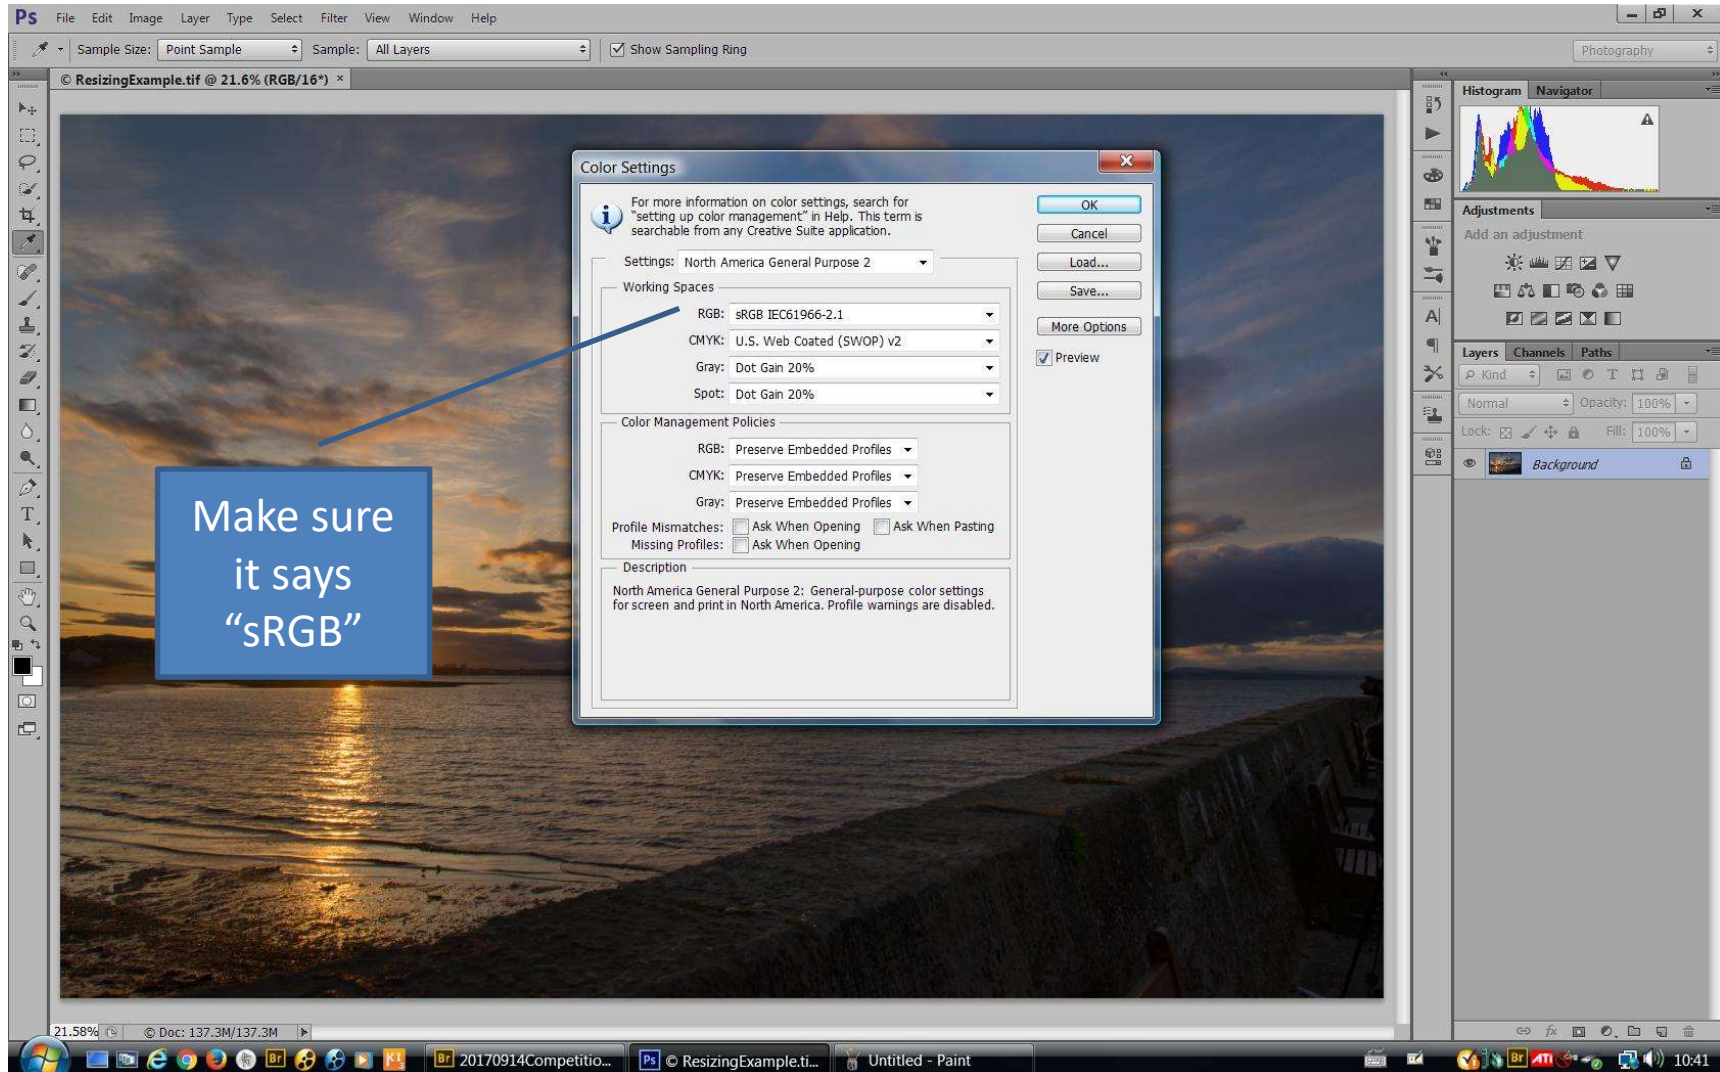 Ps File Edit Image Layer Type Select Filter View Window Help
Sample Size: Point Sample Sample: All Layers Show Sampling Ring Photography
© ResizingExample.tif @ 21.6% (RGB/16*) ×
Histogram Navigator
Adjustments
Add an adjustment
Layers Channels Paths
Kind
Normal Opacity: 100%
Lock: Fill: 100%
Background
Color Settings
For more information on color settings, search for
"setting up color management" in Help. This term is
searchable from any Creative Suite application.
Settings: North America General Purpose 2
Working Spaces
RGB: sRGB IEC61966-2.1
CMYK: U.S. Web Coated (SWOP) v2
Gray: Dot Gain 20%
Spot: Dot Gain 20%
Color Management Policies
RGB: Preserve Embedded Profiles
CMYK: Preserve Embedded Profiles
Gray: Preserve Embedded Profiles
Profile Mismatches: Ask When Opening Ask When Pasting
Missing Profiles: Ask When Opening
Description
North America General Purpose 2: General-purpose color settings
for screen and print in North America. Profile warnings are disabled.
OK
Cancel
Load...
Save...
More Options
Preview
Make sure
it says
“sRGB”
21.58% © Doc: 137.3M/137.3M
Br Br 20170914Competitio... Ps © ResizingExample.ti... Untitled - Paint Br ATI 10:41